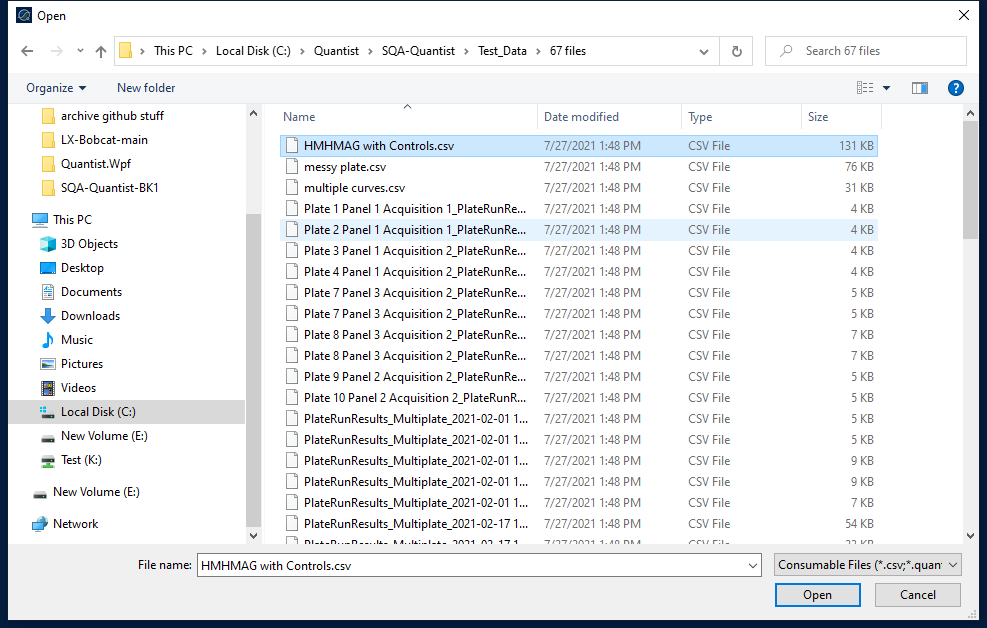 Open
This PC > Local Disk (C:) > Quantist > SQA-Quantist > Test_Data > 67 files
Search 67 files
Organize
New folder
archive github stuff
LX-Bobcat-main
Quantist.Wpf
SQA-Quantist-BK1
This PC
3D Objects
Desktop
Documents
Downloads
Music
Pictures
Videos
Local Disk (C:)
New Volume (E:)
Test (K:)
New Volume (E:)
Network
Name Date modified Type Size
HMHMAG with Controls.csv 7/27/2021 1:48 PM CSV File 131 KB
messy plate.csv 7/27/2021 1:48 PM CSV File 76 KB
multiple curves.csv 7/27/2021 1:48 PM CSV File 31 KB
Plate 1 Panel 1 Acquisition 1_PlateRunRe... 7/27/2021 1:48 PM CSV File 4 KB
Plate 2 Panel 1 Acquisition 1_PlateRunRe... 7/27/2021 1:48 PM CSV File 4 KB
Plate 3 Panel 1 Acquisition 2_PlateRunRe... 7/27/2021 1:48 PM CSV File 4 KB
Plate 4 Panel 1 Acquisition 2_PlateRunRe... 7/27/2021 1:48 PM CSV File 4 KB
Plate 7 Panel 3 Acquisition 2_PlateRunRe... 7/27/2021 1:48 PM CSV File 5 KB
Plate 7 Panel 3 Acquisition 2_PlateRunRe... 7/27/2021 1:48 PM CSV File 5 KB
Plate 8 Panel 3 Acquisition 2_PlateRunRe... 7/27/2021 1:48 PM CSV File 7 KB
Plate 8 Panel 3 Acquisition 2_PlateRunRe... 7/27/2021 1:48 PM CSV File 7 KB
Plate 9 Panel 2 Acquisition 2_PlateRunRe... 7/27/2021 1:48 PM CSV File 5 KB
Plate 10 Panel 2 Acquisition 2_PlateRunR... 7/27/2021 1:48 PM CSV File 5 KB
PlateRunResults_Multiplate_2021-02-01 1... 7/27/2021 1:48 PM CSV File 5 KB
PlateRunResults_Multiplate_2021-02-01 1... 7/27/2021 1:48 PM CSV File 5 KB
PlateRunResults_Multiplate_2021-02-01 1... 7/27/2021 1:48 PM CSV File 9 KB
PlateRunResults_Multiplate_2021-02-01 1... 7/27/2021 1:48 PM CSV File 9 KB
PlateRunResults_Multiplate_2021-02-01 1... 7/27/2021 1:48 PM CSV File 7 KB
PlateRunResults_Multiplate_2021-02-17 1... 7/27/2021 1:48 PM CSV File 54 KB
File name: HMHMAG with Controls.csv
Consumable Files (*.csv;*.quan
Open
Cancel